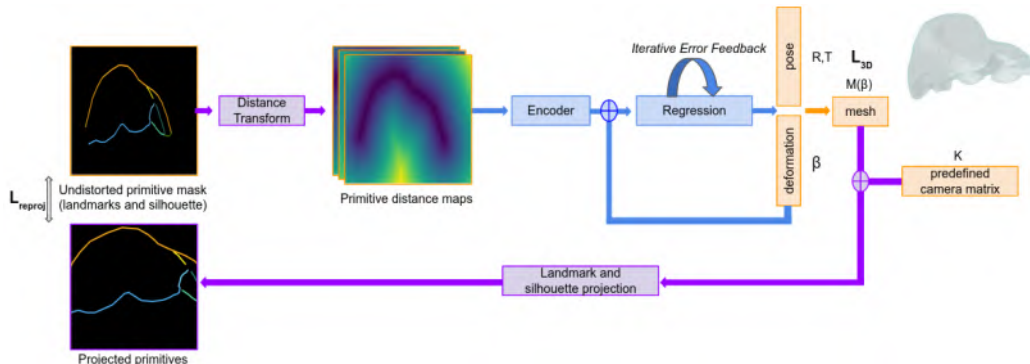 Iterative Error Feedback
pose
R,T
L3D
M(β)
Distance
Transform
Encoder
Regression
mesh
K
predefined
camera matrix
deformation
β
Undistorted primitive mask
(landmarks and silhouette)
Primitive distance maps
Lreproj
Landmark and
silhouette projection
Projected primitives